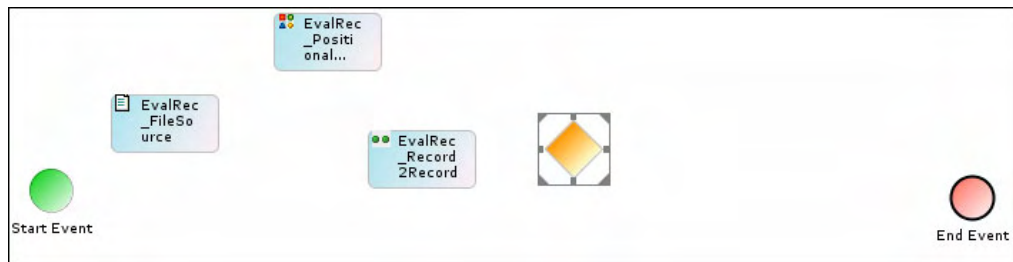 EvalRec
_Positi
onal...
EvalRec
_FileSo
urce
EvalRec
_Record
2Record
Start Event
End Event